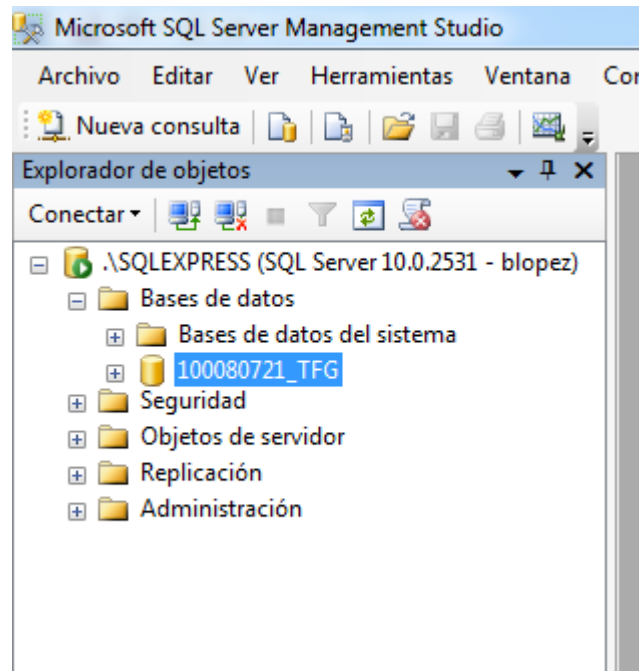 Microsoft SQL Server Management Studio
Archivo Editar Ver Herramientas Ventana
Nueva consulta
Explorador de objetos
Conectar
.\SQLEXPRESS (SQL Server 10.0.2531 - blopez)
Bases de datos
Bases de datos del sistema
100080721_TFG
Seguridad
Objetos de servidor
Replicación
Administración